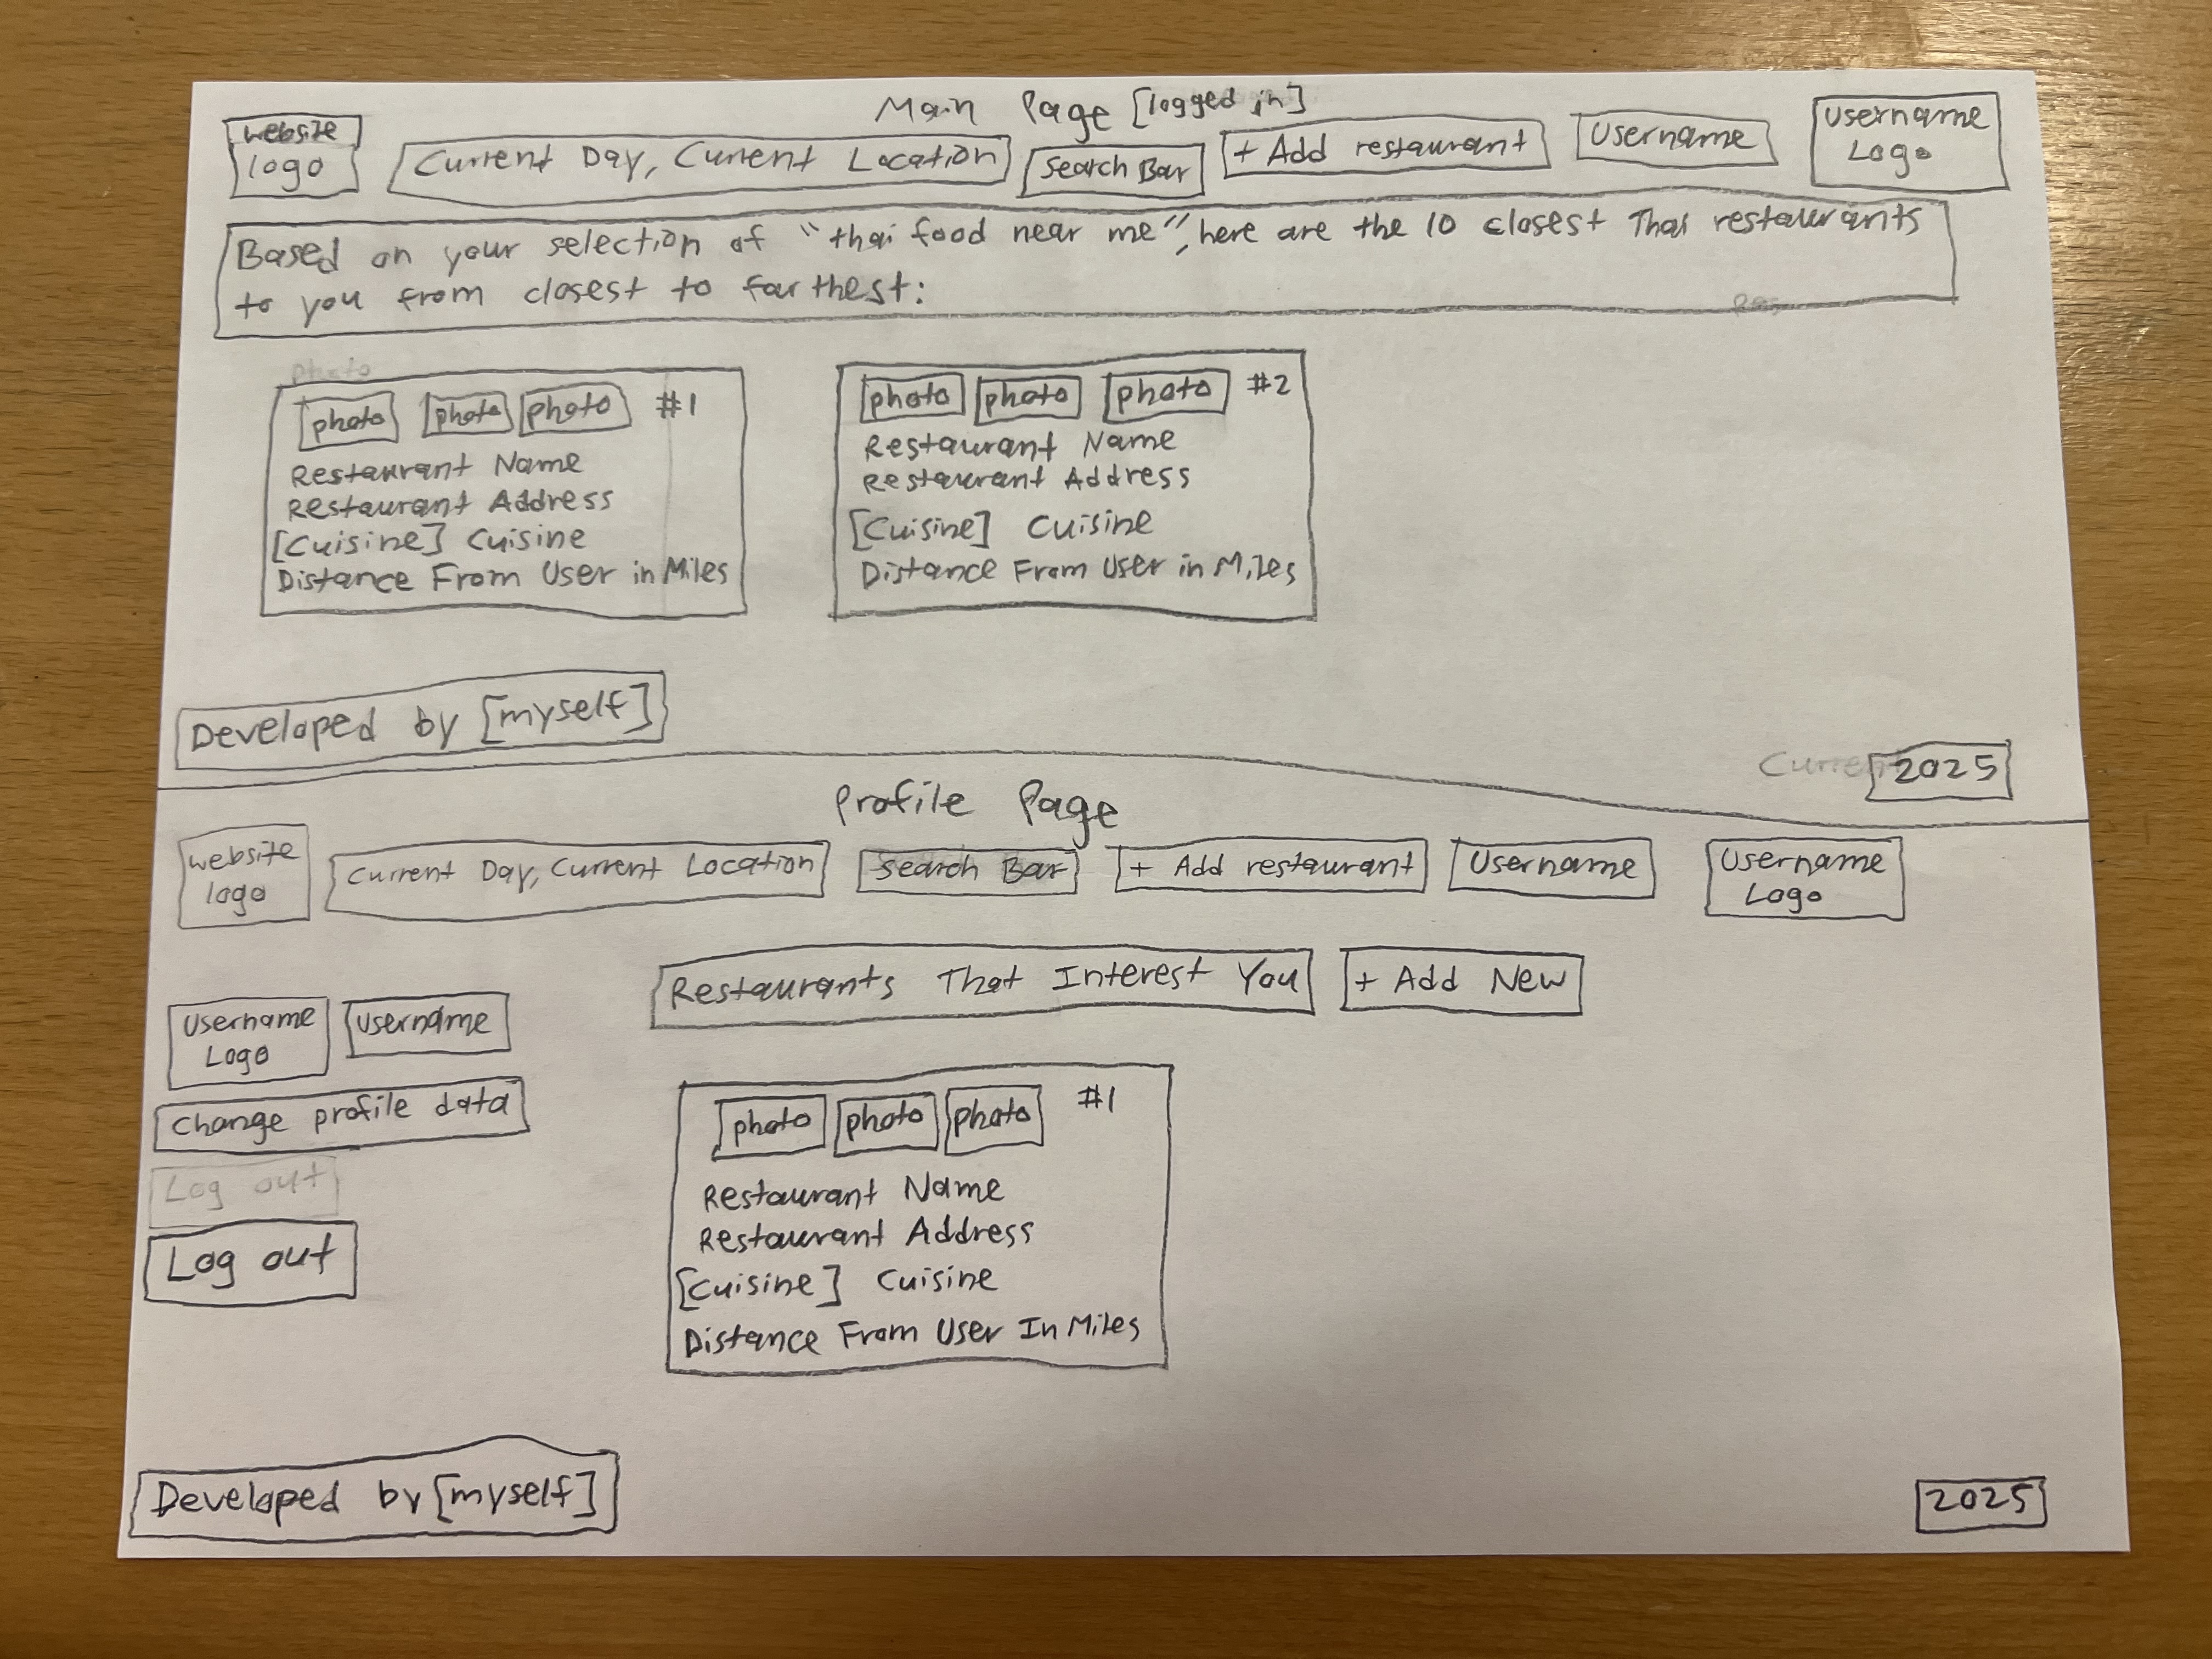 Main Page [logged in]
website
logo
Current Day, Current Location
Search Bar
+ Add restaurant
Username
Username
Logo
Based on your selection of "thai food near me", here are the 10 closest Thai restaurants
to you from closest to farthest:
photo
photo photo photo #1
Restaurant Name
Restaurant Address
[Cuisine] Cuisine
Distance From User in Miles
photo photo photo #2
Restaurant Name
Restaurant Address
[Cuisine] Cuisine
Distance From User in Miles
Developed by [myself]
2025
Profile Page
website
logo
Current Day, Current Location
Search Bar
+ Add restaurant
Username
Username
Logo
Restaurants That Interest You
+ Add New
Username
Logo
Username
Change profile data
Log out
Log out
photo photo photo #1
Restaurant Name
Restaurant Address
[Cuisine] Cuisine
Distance From User In Miles
Developed by [myself]
2025